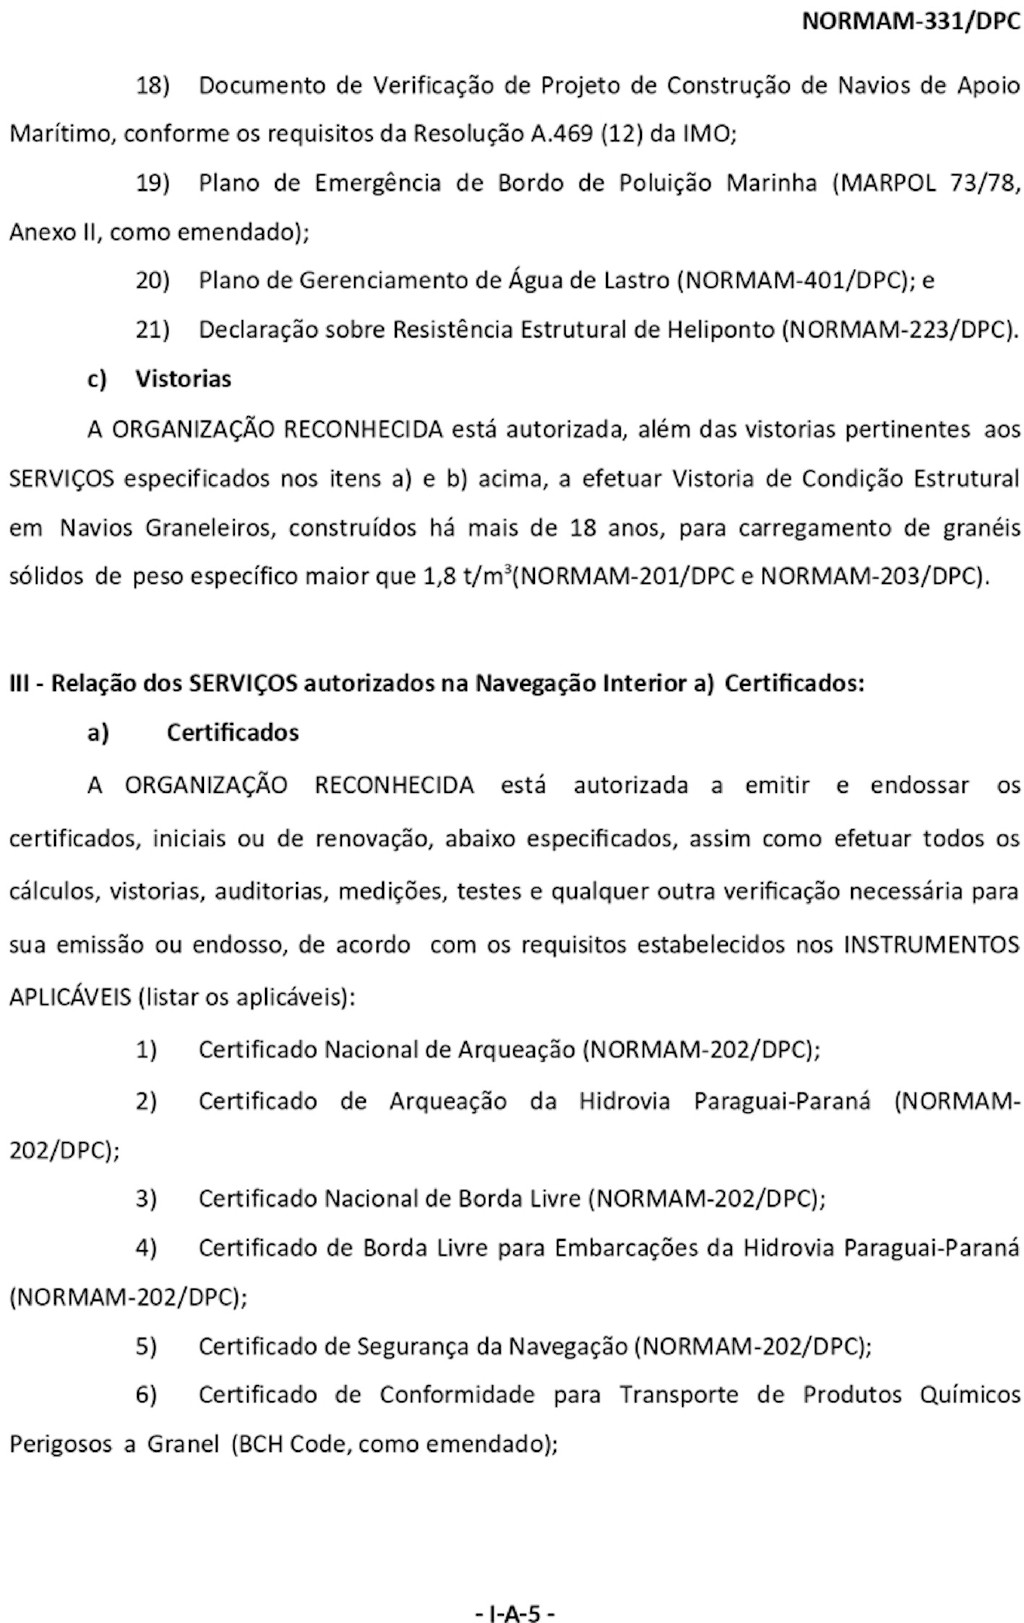 NORMAM-331/DPC
18) Documento de Verificação de Projeto de Construção de Navios de Apoio
Marítimo, conforme os requisitos da Resolução A.469 (12) da IMO;
19) Plano de Emergência de Bordo de Poluição Marinha (MARPOL 73/78,
Anexo II, como emendado);
20) Plano de Gerenciamento de Água de Lastro (NORMAM-401/DPC); e
21) Declaração sobre Resistência Estrutural de Heliponto (NORMAM-223/DPC).
c) Vistorias
A ORGANIZAÇÃO RECONHECIDA está autorizada, além das vistorias pertinentes aos
SERVIÇOS especificados nos itens a) e b) acima, a efetuar Vistoria de Condição Estrutural
em Navios Graneleiros, construídos há mais de 18 anos, para carregamento de granéis
sólidos de peso específico maior que 1,8 t/m³(NORMAM-201/DPC e NORMAM-203/DPC).
III - Relação dos SERVIÇOS autorizados na Navegação Interior a) Certificados:
a) Certificados
A ORGANIZAÇÃO RECONHECIDA está autorizada a emitir e endossar os
certificados, iniciais ou de renovação, abaixo especificados, assim como efetuar todos os
cálculos, vistorias, auditorias, medições, testes e qualquer outra verificação necessária para
sua emissão ou endosso, de acordo com os requisitos estabelecidos nos INSTRUMENTOS
APLICÁVEIS (listar os aplicáveis):
1) Certificado Nacional de Arqueação (NORMAM-202/DPC);
2) Certificado de Arqueação da Hidrovia Paraguai-Paraná (NORMAM-
202/DPC);
3) Certificado Nacional de Borda Livre (NORMAM-202/DPC);
4) Certificado de Borda Livre para Embarcações da Hidrovia Paraguai-Paraná
(NORMAM-202/DPC);
5) Certificado de Segurança da Navegação (NORMAM-202/DPC);
6) Certificado de Conformidade para Transporte de Produtos Químicos
Perigosos a Granel (BCH Code, como emendado);
- I-A-5 -